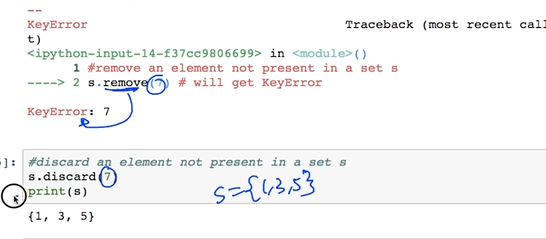 --
KeyError Traceback (most recent cal
t)
<ipython-input-14-f37cc9806699> in <module>()
1 #remove an element not present in a set s
----> 2 s.remove(7) # will get KeyError
KeyError: 7
]: #discard an element not present in a set s
s.discard(7)
print(s)
s={1,3,5}
{1, 3, 5}